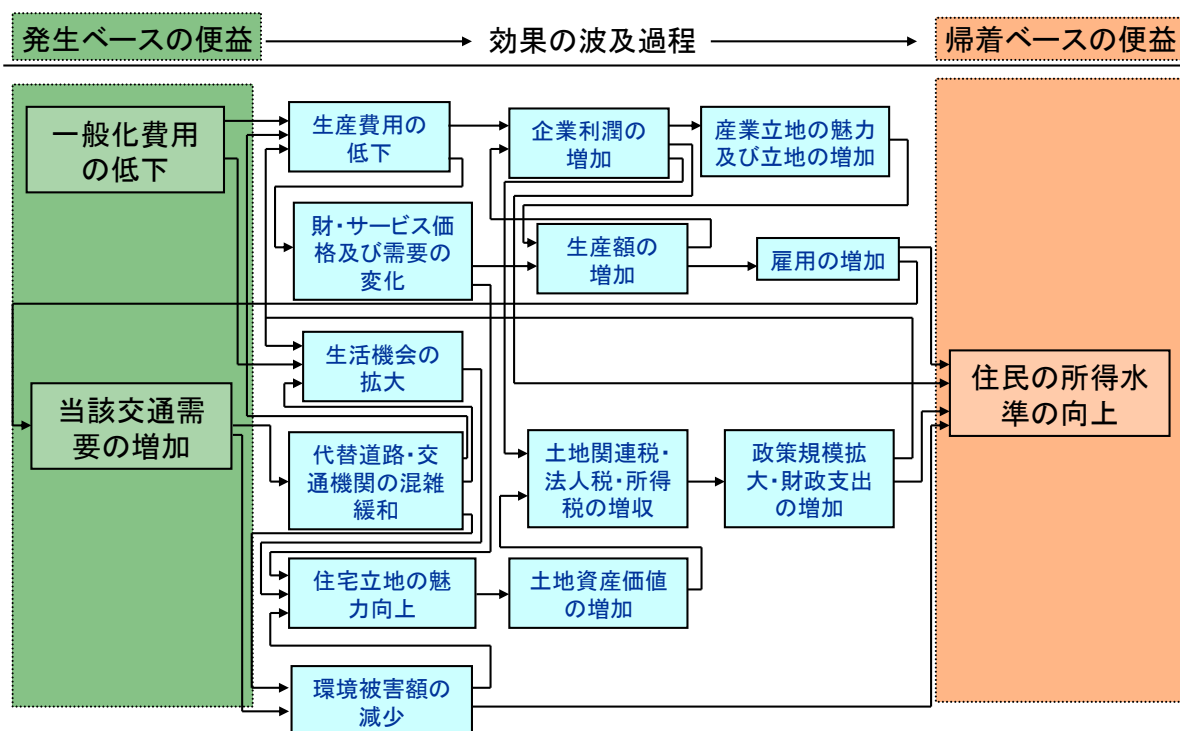 発生ベースの便益
効果の波及過程
帰着ベースの便益
一般化費用
の低下
生産費用の
低下
企業利潤の
増加
産業立地の魅力
及び立地の増加
財・サービス価
格及び需要の
変化
生産額の
増加
雇用の増加
生活機会の
拡大
住民の所得水
準の向上
当該交通需
要の増加
代替道路・交
通機関の混雑
緩和
土地関連税・
法人税・所得
税の増収
政策規模拡
大・財政支出
の増加
住宅立地の魅
力向上
土地資産価値
の増加
環境被害額の
減少